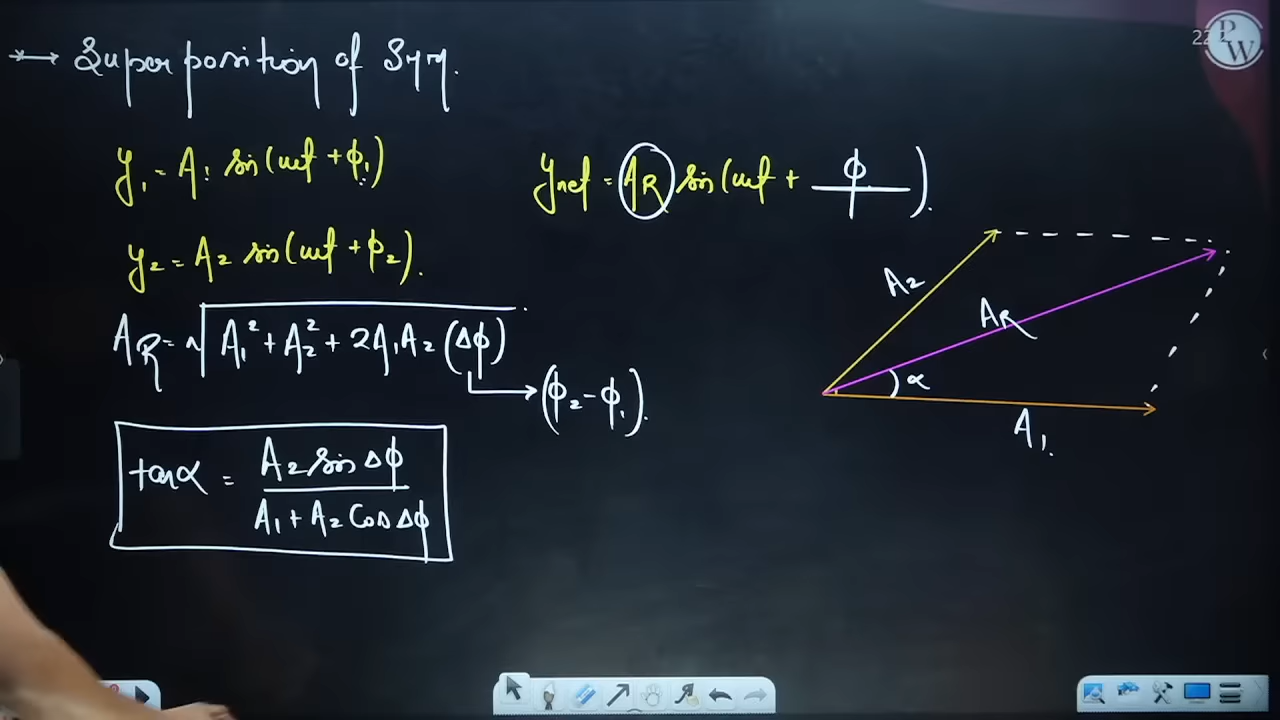 Superposition of SHM.
y₁ = A₁ sin(ωt + ϕ₁)
y₂ = A₂ sin(ωt + ϕ₂).
A_R = √(A₁² + A₂² + 2A₁A₂ (Δϕ))
(ϕ₂ - ϕ₁).
tanα = A₂ sin Δϕ
A₁ + A₂ Cos Δϕ
y_net = A_R sin(ωt + ϕ).
A₂
A_R
α
A₁.
22
PW